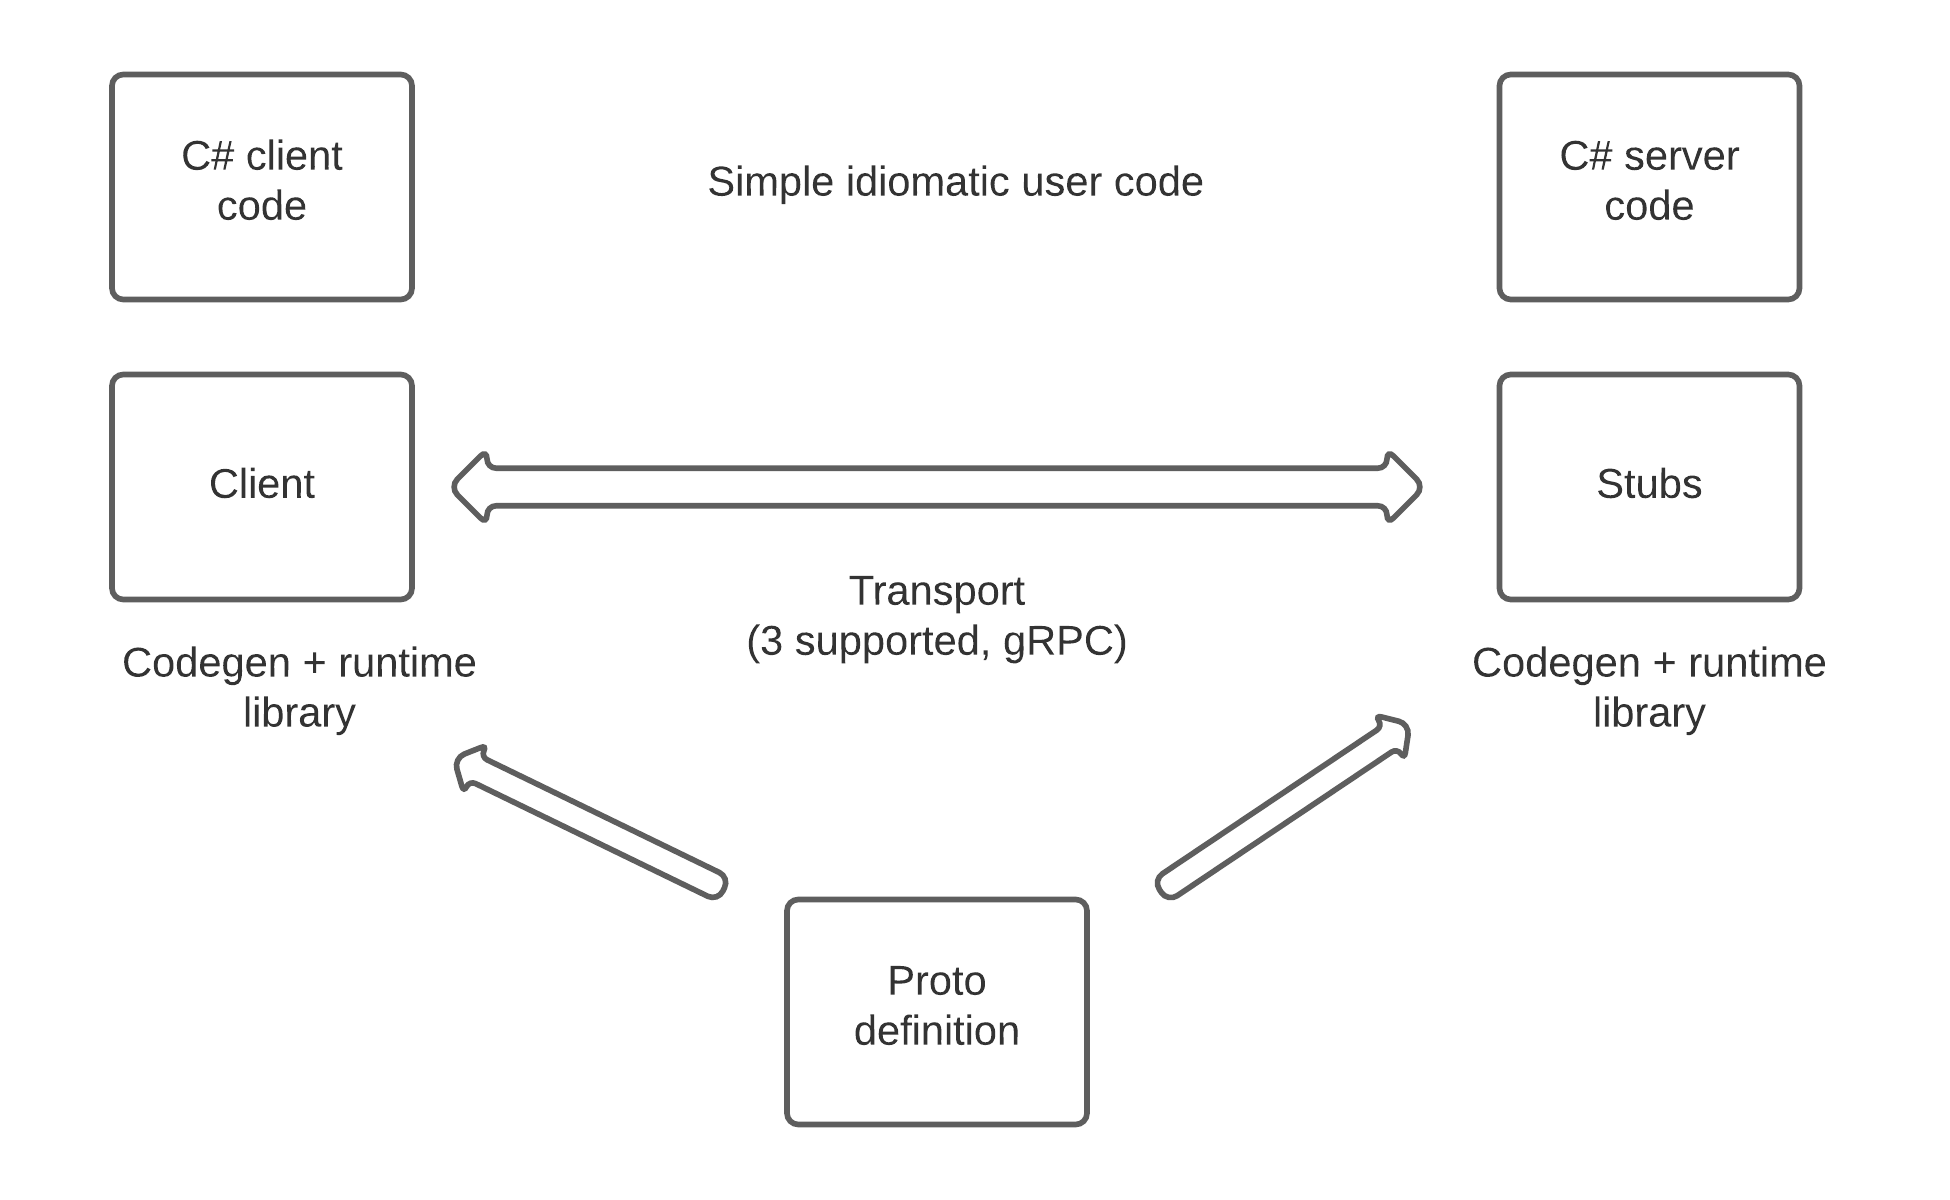 C# client
code
Simple idiomatic user code
C# server
code
Client
Stubs
Transport
(3 supported, gRPC)
Codegen + runtime
library
Codegen + runtime
library
Proto
definition